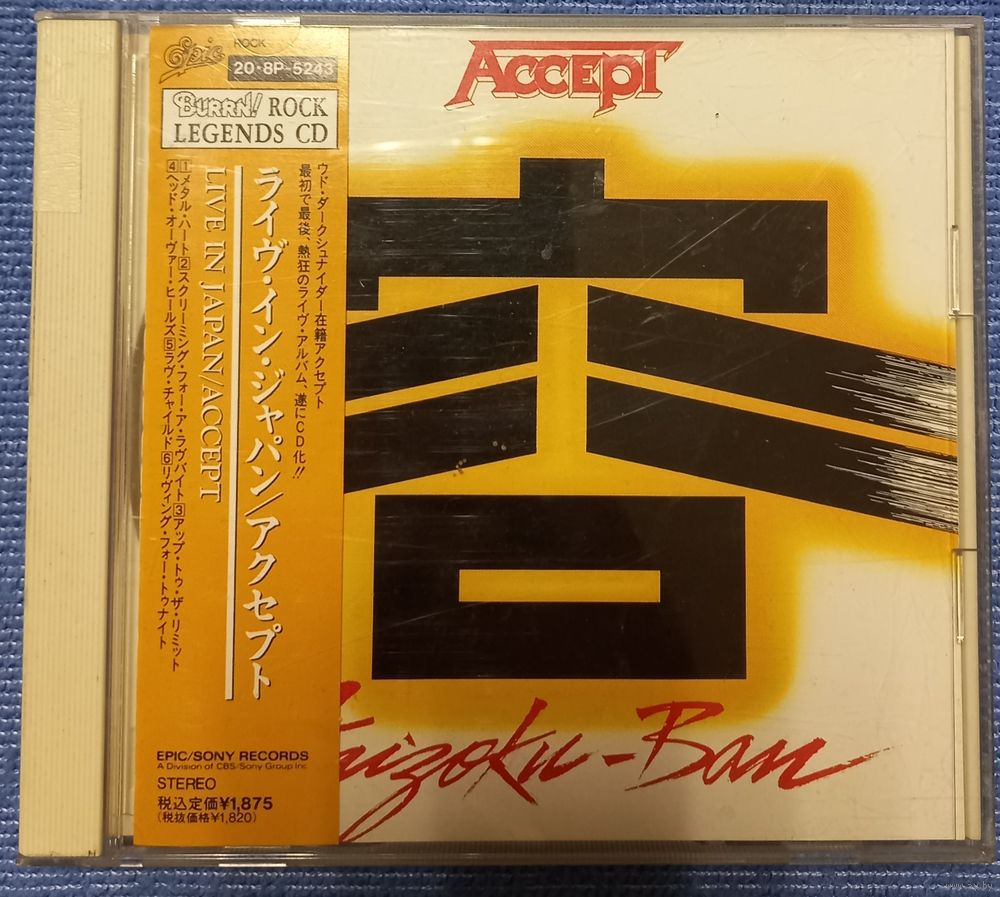 Epic
ROCK
20・8P-5243
BURRN! ROCK
LEGENDS CD
ウド・ダークシュナイダー在籍アクセプト
最初で最後、熱狂のライヴ・アルバム、遂にCD化!!
ライヴ・イン・ジャパン/アクセプト
LIVE IN JAPAN/ACCEPT
1メタル・ハート2スクリーミング・フォー・ア・ラヴバイト3アップ・トゥ・ザ・リミット
4ヘッド・オーヴァー・ヒールズ5ラヴ・チャイルド6リヴィング・フォー・トゥナイト
EPIC/SONY RECORDS
A Division of CBS/Sony Group Inc.
STEREO
税込定価¥1,875
(税抜価格¥1,820)
ACCEPT
容
aizoku-Ban